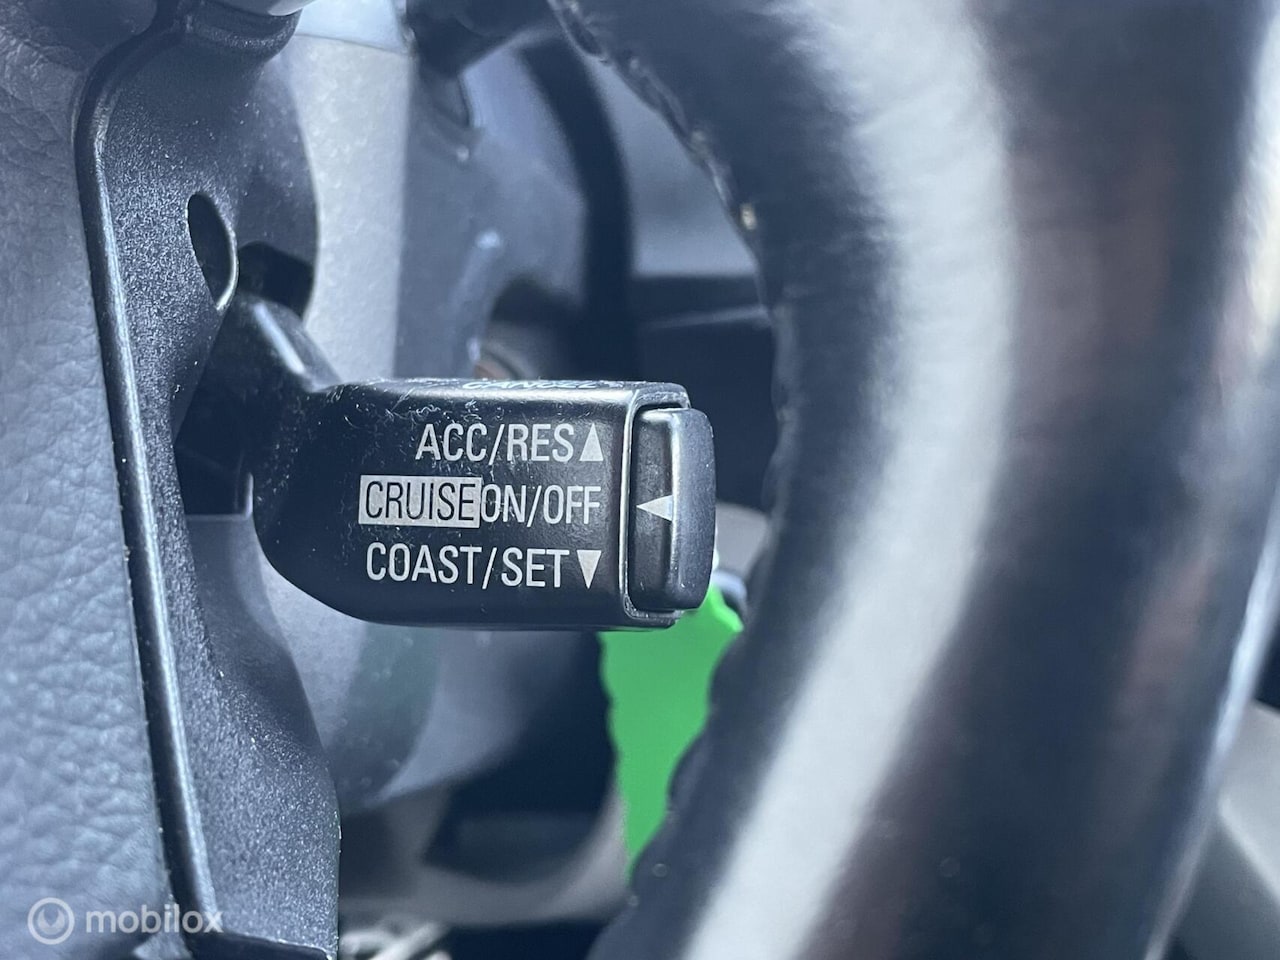 ACC/RES▲
CRUISE ON/OFF
COAST/SET▼
mobilox